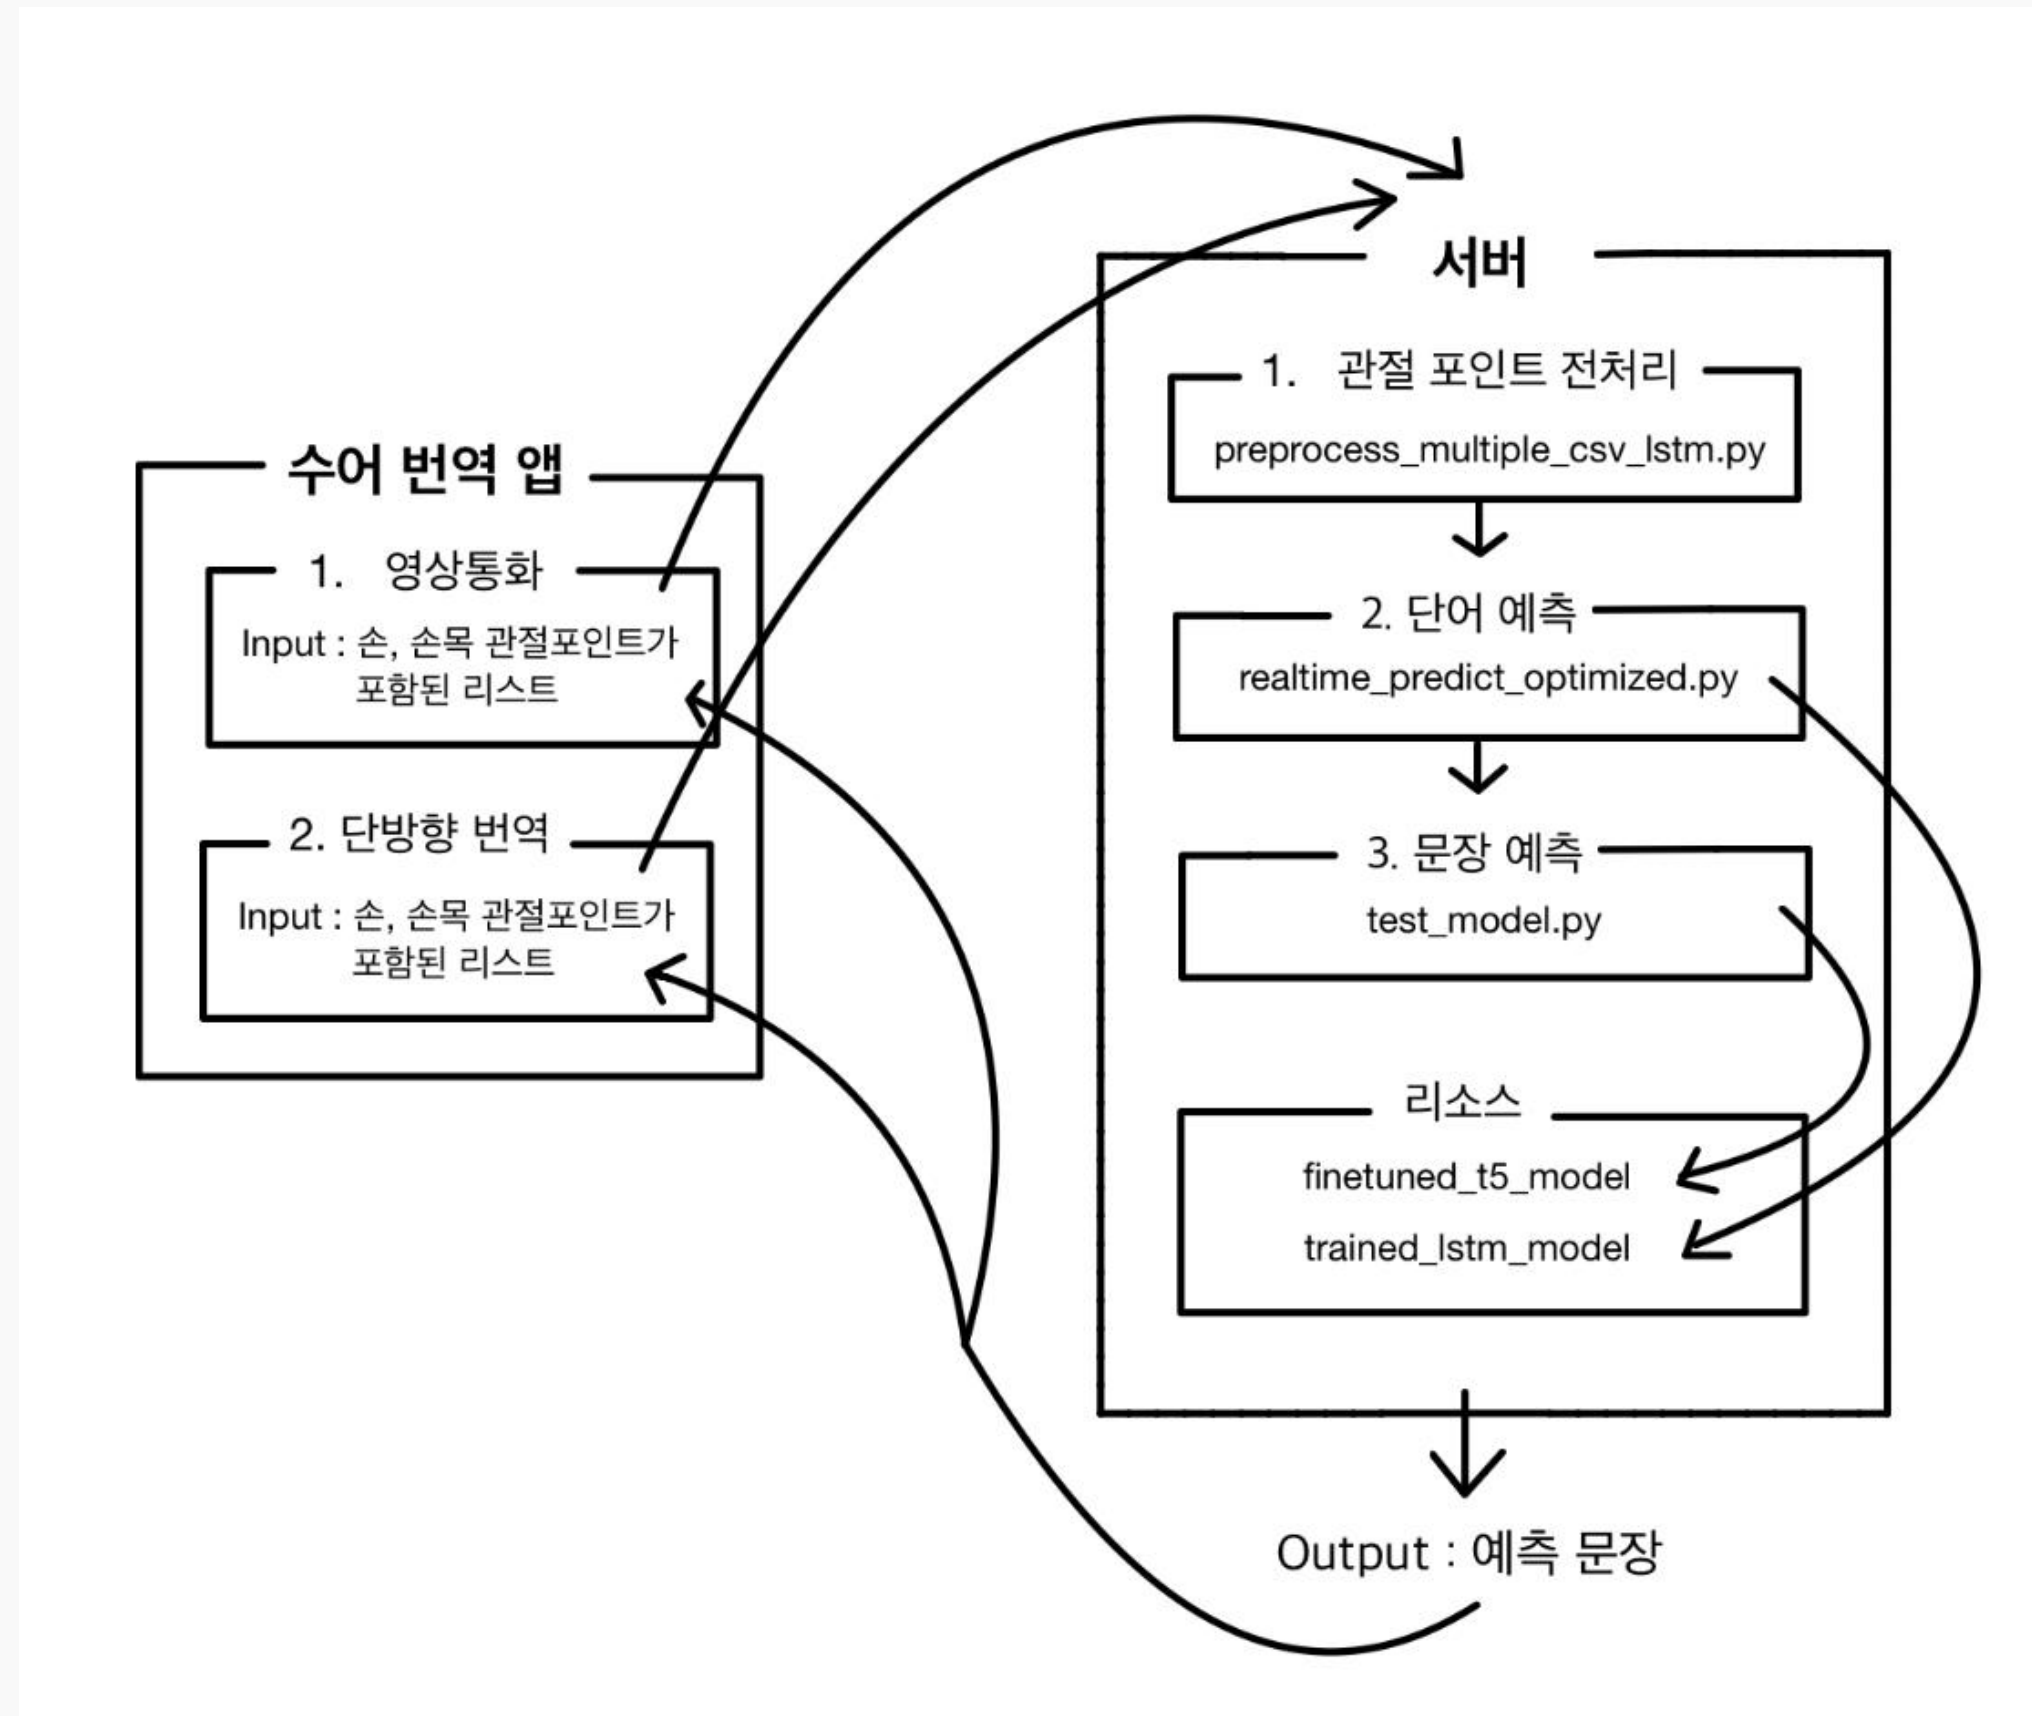 수어 번역 앱
1. 영상통화
Input : 손, 손목 관절포인트가
포함된 리스트
2. 단방향 번역
Input : 손, 손목 관절포인트가
포함된 리스트
서버
1. 관절 포인트 전처리
preprocess_multiple_csv_lstm.py
2. 단어 예측
realtime_predict_optimized.py
3. 문장 예측
test_model.py
리소스
finetuned_t5_model
trained_lstm_model
Output : 예측 문장